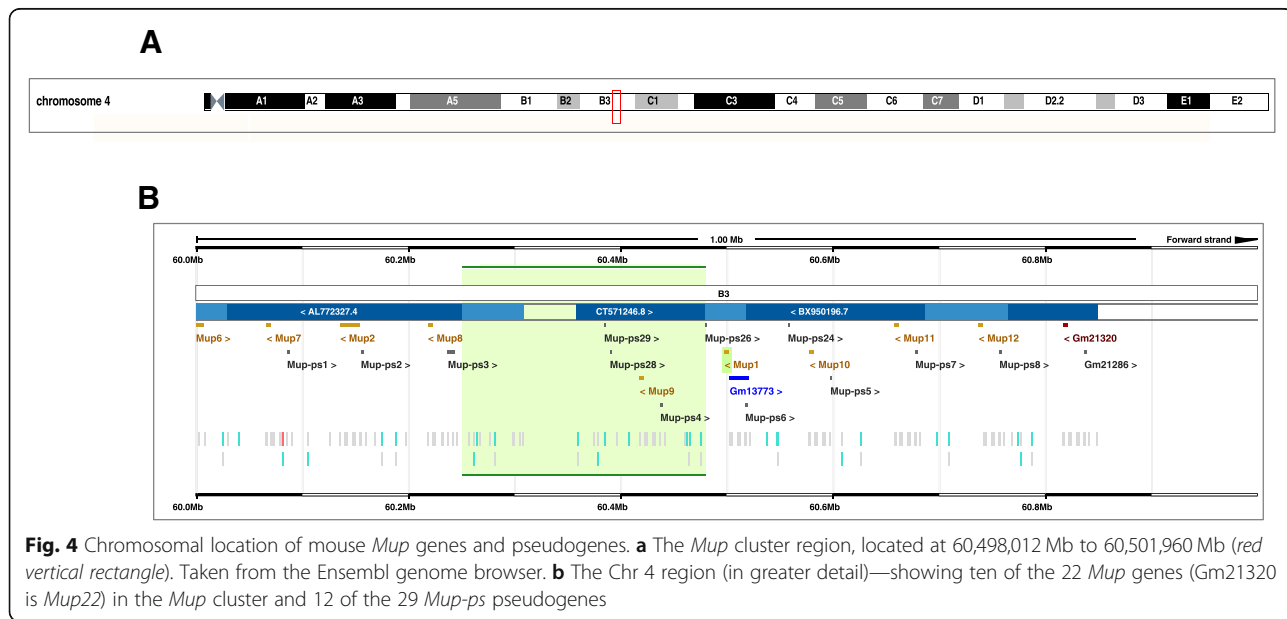 A
chromosome 4
A1 A2 A3 A5 B1 B2 B3 C1 C3 C4 C5 C6 C7 D1 D2.2 D3 E1 E2
B
1.00 Mb Forward strand
60.0Mb 60.2Mb 60.4Mb 60.6Mb 60.8Mb
B3
< AL772327.4 CT571246.8 > < BX950196.7
Mup6 > < Mup7 < Mup2 < Mup8 Mup-ps29 > Mup-ps26 > Mup-ps24 > < Mup11 < Mup12 < Gm21320
Mup-ps1 > Mup-ps2 > Mup-ps3 > Mup-ps28 > < Mup1 < Mup10 Mup-ps7 > Mup-ps8 > Gm21286 >
< Mup9 Gm13773 > Mup-ps5 >
Mup-ps4 > Mup-ps6 >
60.0Mb 60.2Mb 60.4Mb 60.6Mb 60.8Mb
Fig. 4 Chromosomal location of mouse Mup genes and pseudogenes. a The Mup cluster region, located at 60,498,012 Mb to 60,501,960 Mb (red
vertical rectangle). Taken from the Ensembl genome browser. b The Chr 4 region (in greater detail)—showing ten of the 22 Mup genes (Gm21320
is Mup22) in the Mup cluster and 12 of the 29 Mup-ps pseudogenes